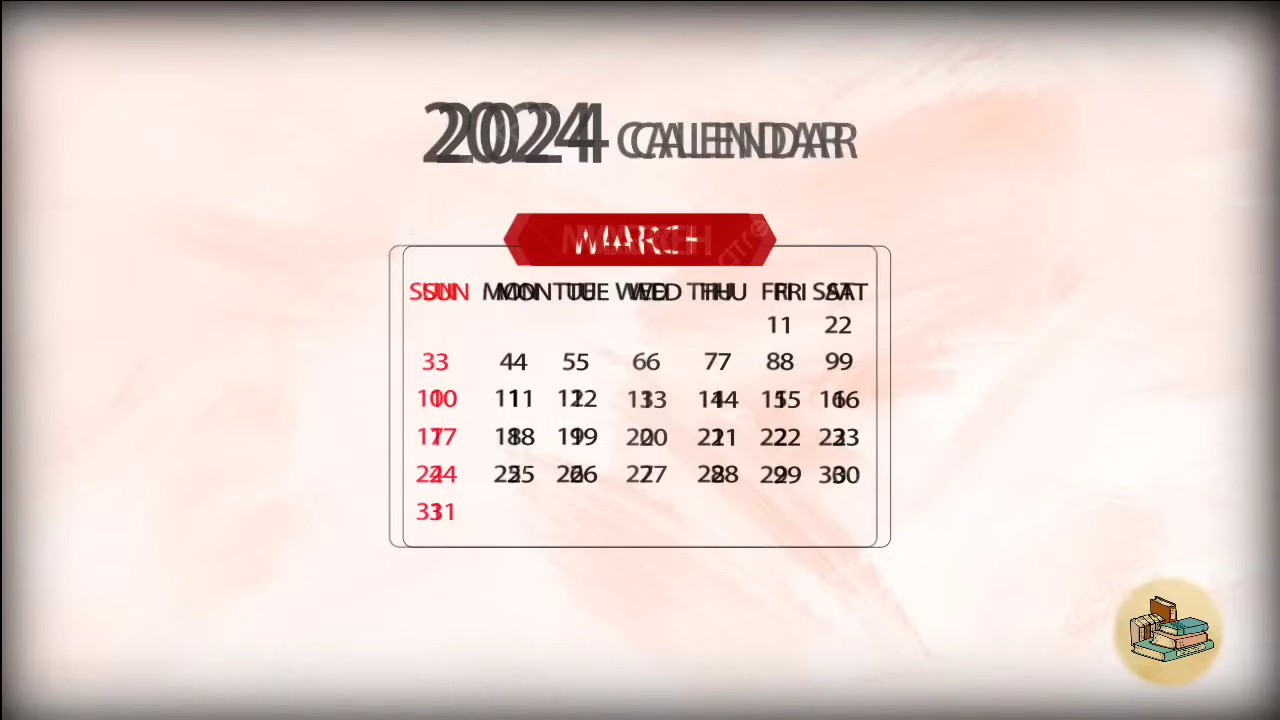 2024 CALENDAR
MARCH
SUN MON TUE WED THU FRI SAT
1 2
3 4 5 6 7 8 9
10 11 12 13 14 15 16
17 18 19 20 21 22 23
24 25 26 27 28 29 30
31